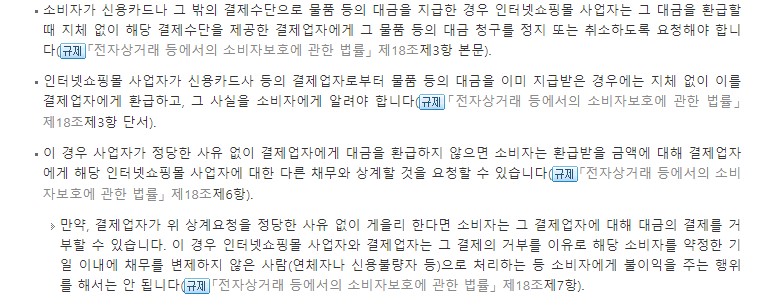 소비자가 신용카드나 그 밖의 결제수단으로 물품 등의 대금을 지급한 경우 인터넷쇼핑몰 사업자는 그 대금을 환급할
때 지체 없이 해당 결제수단을 제공한 결제업자에게 그 물품 등의 대금 청구를 정지 또는 취소하도록 요청해야 합니
다(규제「전자상거래 등에서의 소비자보호에 관한 법률」 제18조제3항 본문).
인터넷쇼핑몰 사업자가 신용카드사 등의 결제업자로부터 물품 등의 대금을 이미 지급받은 경우에는 지체 없이 이를
결제업자에게 환급하고, 그 사실을 소비자에게 알려야 합니다(규제「전자상거래 등에서의 소비자보호에 관한 법률」
제18조제3항 단서).
이 경우 사업자가 정당한 사유 없이 결제업자에게 대금을 환급하지 않으면 소비자는 환급받을 금액에 대해 결제업자
에게 해당 인터넷쇼핑몰 사업자에 대한 다른 채무와 상계할 것을 요청할 수 있습니다(규제「전자상거래 등에서의 소비
자보호에 관한 법률」 제18조제6항).
만약, 결제업자가 위 상계요청을 정당한 사유 없이 게을리 한다면 소비자는 그 결제업자에 대해 대금의 결제를 거
부할 수 있습니다. 이 경우 인터넷쇼핑몰 사업자와 결제업자는 그 결제의 거부를 이유로 해당 소비자를 약정한 기
일 이내에 채무를 변제하지 않은 사람(연체자나 신용불량자 등)으로 처리하는 등 소비자에게 불이익을 주는 행위
를 해서는 안 됩니다(규제「전자상거래 등에서의 소비자보호에 관한 법률」 제18조제7항).